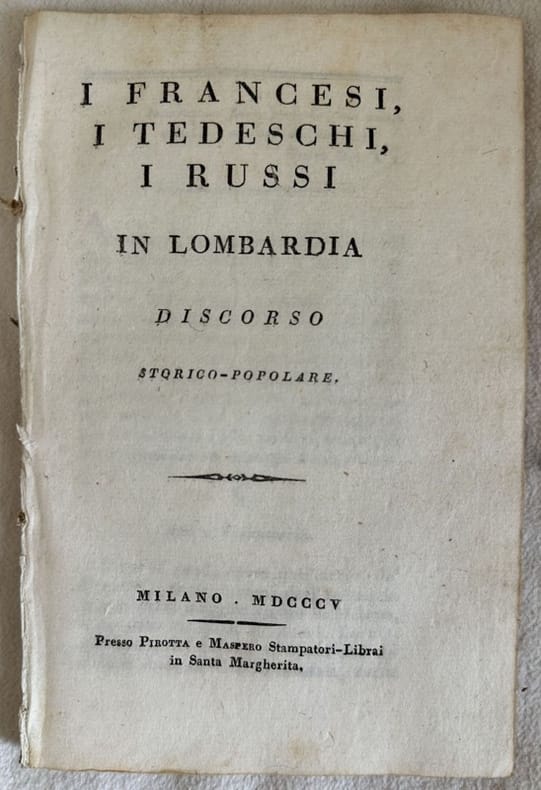 I FRANCESI,
I TEDESCHI,
I RUSSI
IN LOMBARDIA
DISCORSO
STORICO-POPOLARE.
MILANO . MDCCCV
Presso PIROTTA e MASPERO Stampatori-Librai
in Santa Margherita.